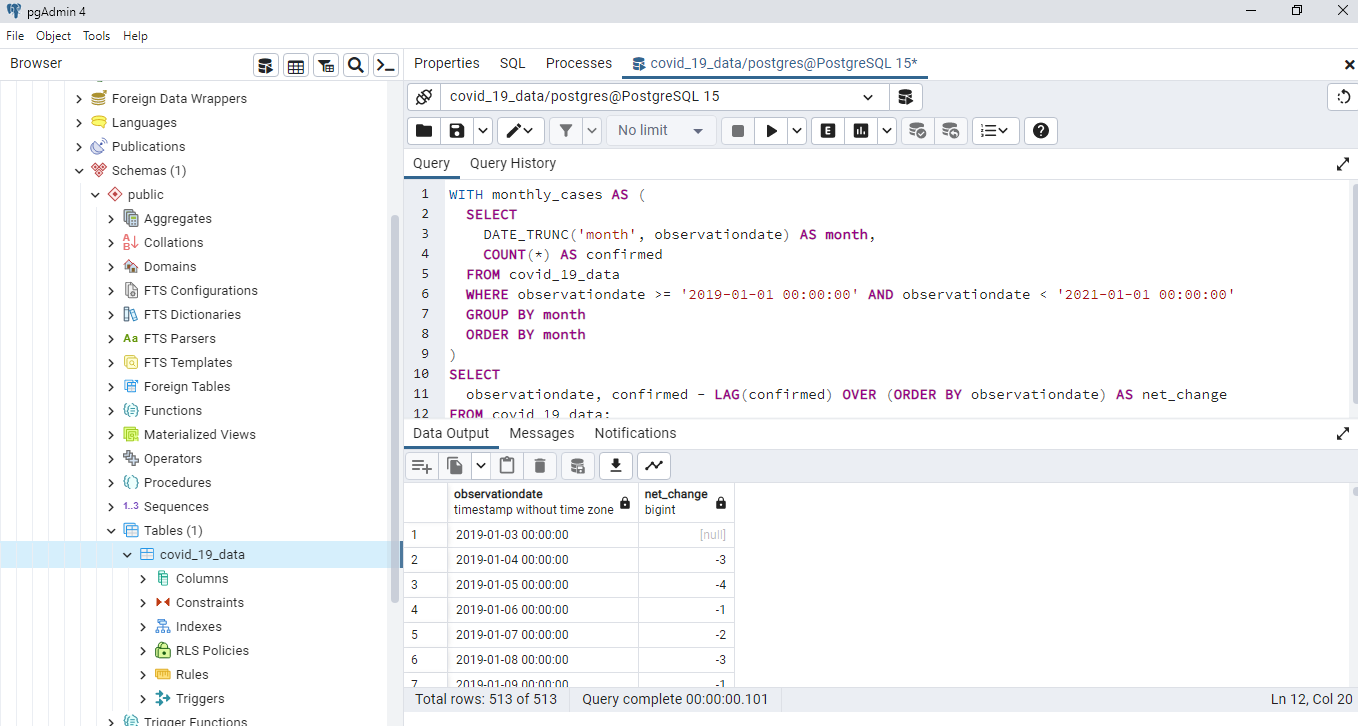 pgAdmin 4
File Object Tools Help
Browser
Properties SQL Processes covid_19_data/postgres@PostgreSQL 15*
covid_19_data/postgres@PostgreSQL 15
No limit
E
Query Query History
Foreign Data Wrappers
Languages
Publications
Schemas (1)
public
Aggregates
Collations
Domains
FTS Configurations
FTS Dictionaries
Aa FTS Parsers
FTS Templates
Foreign Tables
Functions
Materialized Views
Operators
Procedures
1..3 Sequences
Tables (1)
covid_19_data
Columns
Constraints
Indexes
RLS Policies
Rules
Triggers
Trigger Functions
1 WITH monthly_cases AS (
2 SELECT
3 DATE_TRUNC('month', observationdate) AS month,
4 COUNT(*) AS confirmed
5 FROM covid_19_data
6 WHERE observationdate >= '2019-01-01 00:00:00' AND observationdate < '2021-01-01 00:00:00'
7 GROUP BY month
8 ORDER BY month
9 )
10 SELECT
11 observationdate, confirmed - LAG(confirmed) OVER (ORDER BY observationdate) AS net_change
12 FROM covid_19_data;
Data Output Messages Notifications
observationdate net_change
timestamp without time zone bigint
1 2019-01-03 00:00:00 [null]
2 2019-01-04 00:00:00 -3
3 2019-01-05 00:00:00 -4
4 2019-01-06 00:00:00 -1
5 2019-01-07 00:00:00 -2
6 2019-01-08 00:00:00 -3
7 2019-01-09 00:00:00 -1
Total rows: 513 of 513 Query complete 00:00:00.101 Ln 12, Col 20